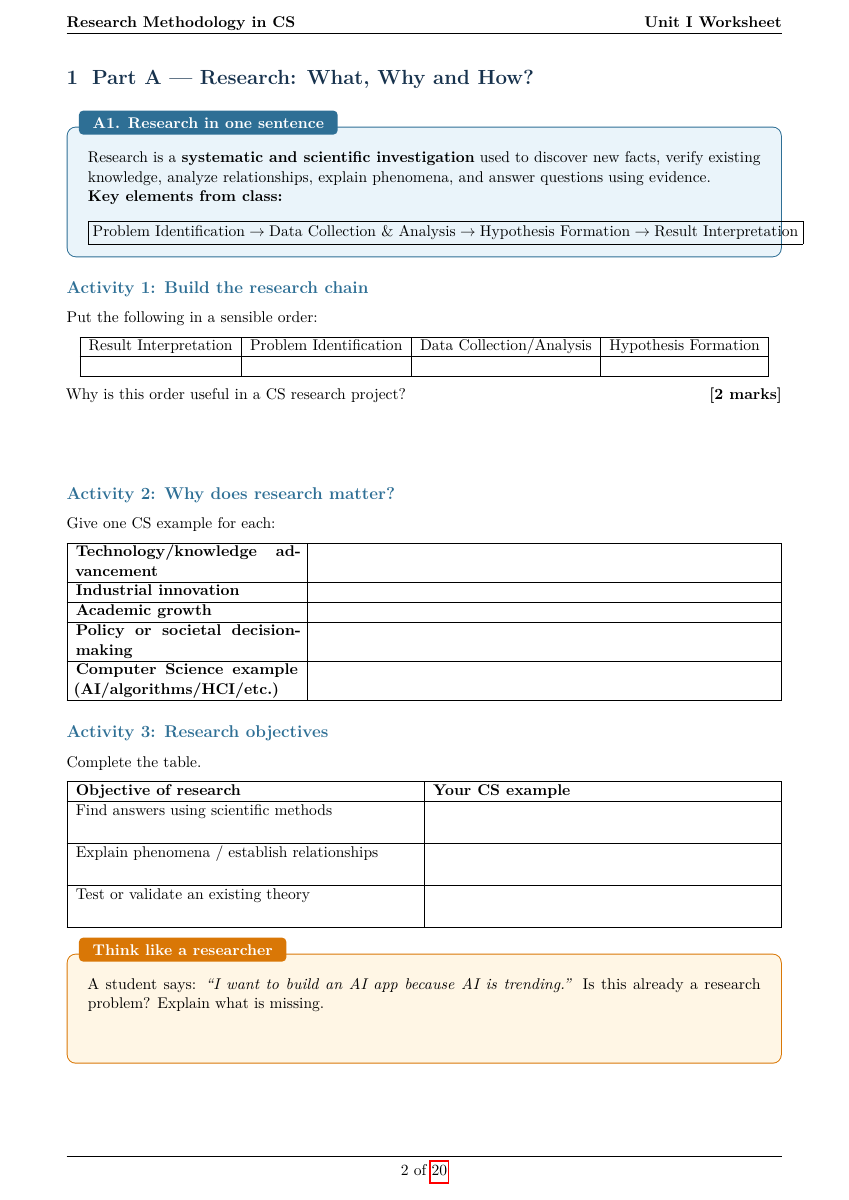 Research Methodology in CS Unit I Worksheet
1 Part A — Research: What, Why and How?
A1. Research in one sentence
Research is a systematic and scientific investigation used to discover new facts, verify existing
knowledge, analyze relationships, explain phenomena, and answer questions using evidence.
Key elements from class:
Problem Identification → Data Collection & Analysis → Hypothesis Formation → Result Interpretation
Activity 1: Build the research chain
Put the following in a sensible order:
Result Interpretation Problem Identification Data Collection/Analysis Hypothesis Formation
Why is this order useful in a CS research project? [2 marks]
Activity 2: Why does research matter?
Give one CS example for each:
Technology/knowledge ad-
vancement
Industrial innovation
Academic growth
Policy or societal decision-
making
Computer Science example
(AI/algorithms/HCI/etc.)
Activity 3: Research objectives
Complete the table.
Objective of research Your CS example
Find answers using scientific methods
Explain phenomena / establish relationships
Test or validate an existing theory
Think like a researcher
A student says: “I want to build an AI app because AI is trending.” Is this already a research
problem? Explain what is missing.
2 of 20